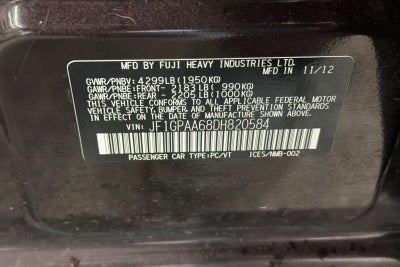 MFD BY FUJI HEAVY INDUSTRIES LTD.
MFD IN 11/12
GVWR/PNBV: 4299LB(1950KG)
GAWR/PNBE: FRONT- 2183LB( 990KG)
GAWR/PNBE: REAR - 2205LB(1000KG)
THIS VEHICLE CONFORMS TO ALL APPLICABLE FEDERAL MOTOR
VEHICLE SAFETY, BUMPER AND THEFT PREVENTION STANDARDS
IN EFFECT ON THE DATE OF MANUFACTURE SHOWN ABOVE.
VIN: JF1GPAA68DH820584
PASSENGER CAR TYPE:PC/VT ICES/NMB-002